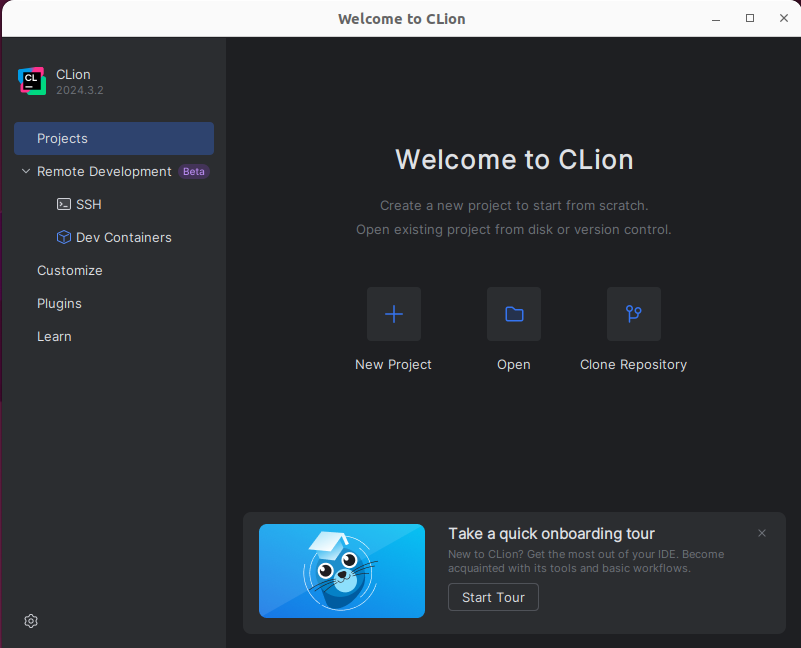 Welcome to CLion
CL
CLion
2024.3.2
Projects
Remote Development Beta
SSH
Dev Containers
Customize
Plugins
Learn
Welcome to CLion
Create a new project to start from scratch.
Open existing project from disk or version control.
New Project
Open
Clone Repository
Take a quick onboarding tour
New to CLion? Get the most out of your IDE. Become
acquainted with its tools and basic workflows.
Start Tour